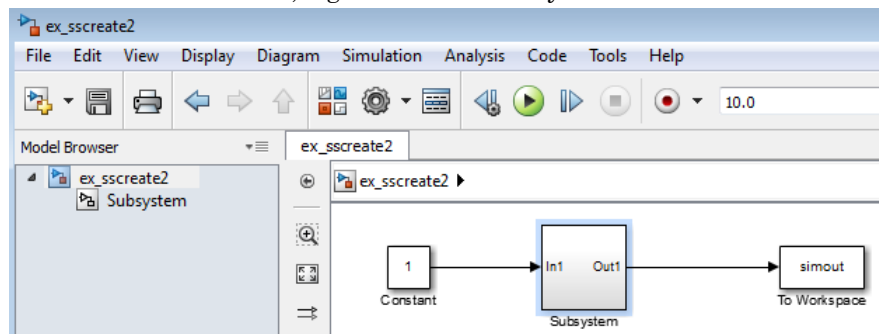 ex_sscreate2
File Edit View Display Diagram Simulation Analysis Code Tools Help
10.0
Model Browser
ex_sscreate2
ex_sscreate2
Subsystem
ex_sscreate2
1
In1 Out1
simout
Constant
To Workspace
Subsystem